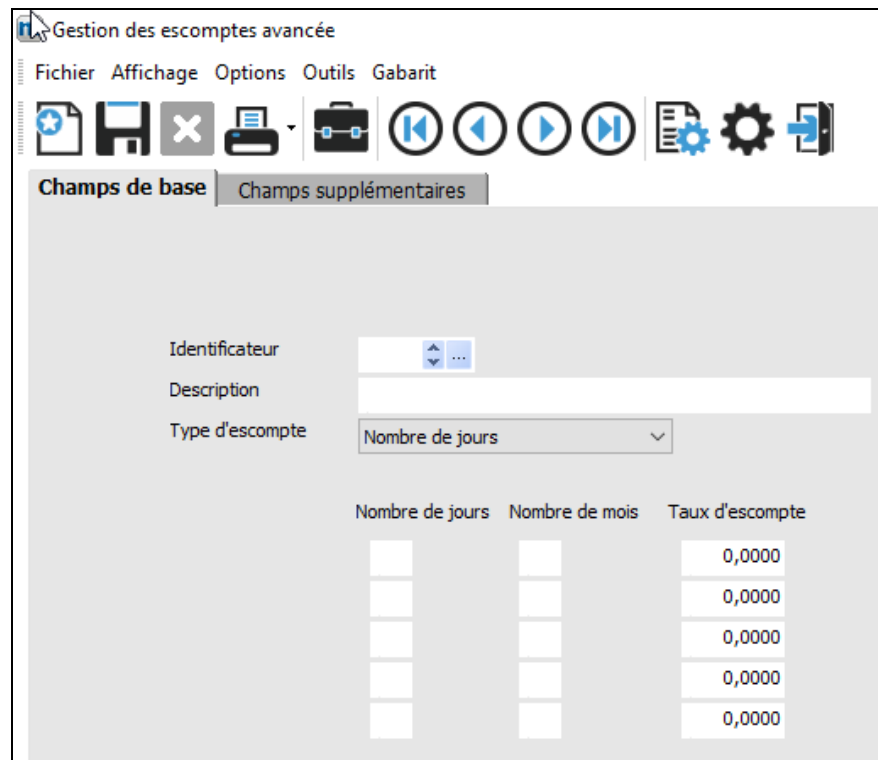 Gestion des escomptes avancée
Fichier Affichage Options Outils Gabarit
Champs de base Champs supplémentaires
Identificateur ...
Description
Type d'escompte Nombre de jours
Nombre de jours Nombre de mois Taux d'escompte
0,0000
0,0000
0,0000
0,0000
0,0000